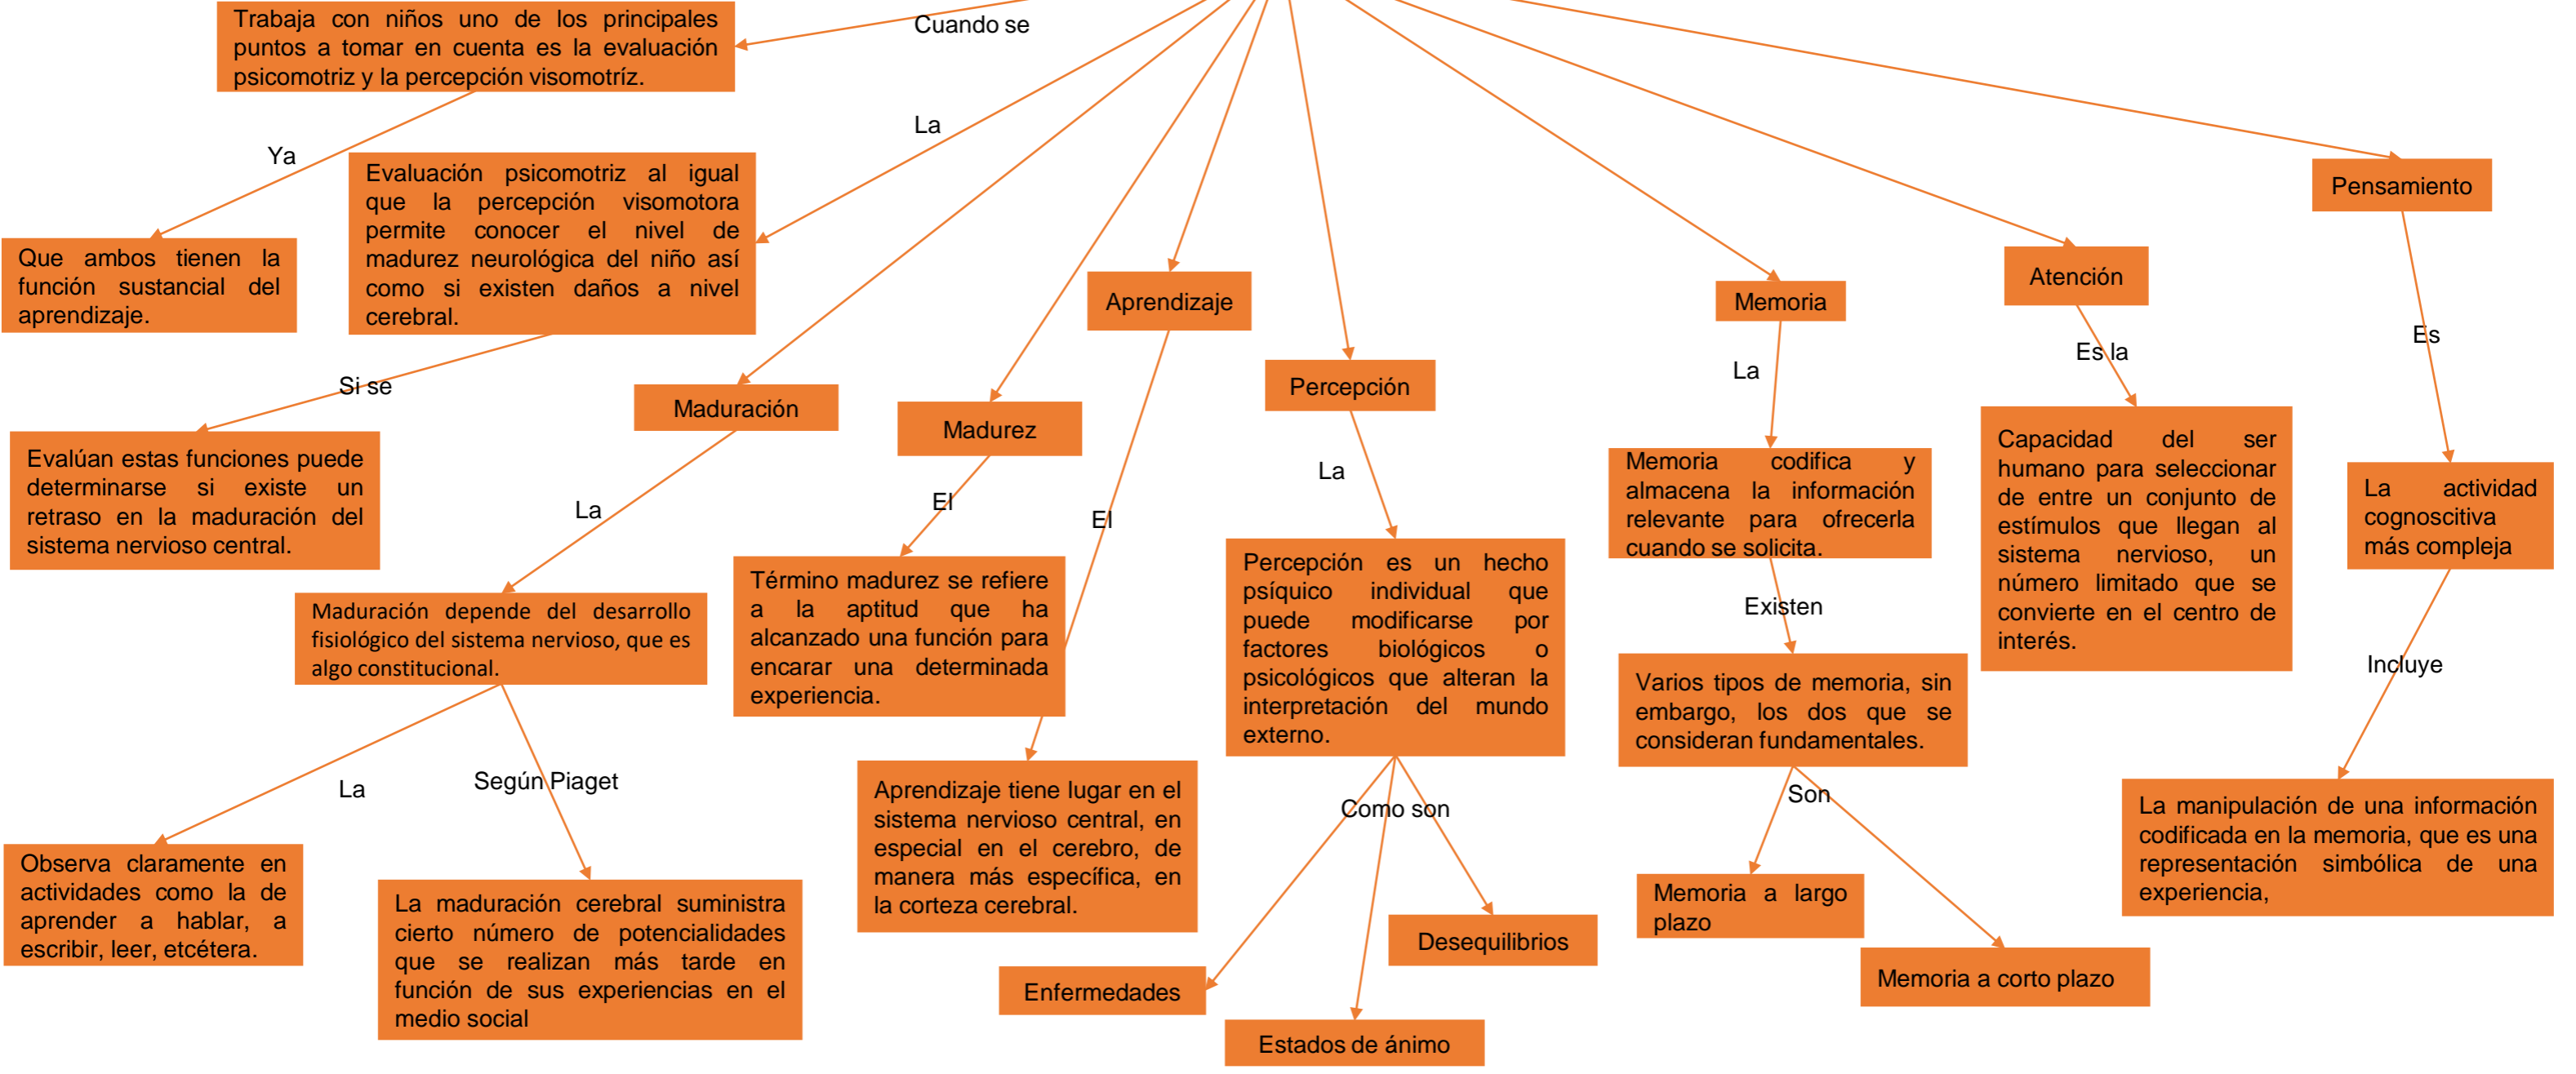 Trabaja con niños uno de los principales
puntos a tomar en cuenta es la evaluación
psicomotriz y la percepción visomotríz.
Cuando se
La
Ya
Evaluación psicomotriz al igual
que la percepción visomotora
permite conocer el nivel de
madurez neurológica del niño así
como si existen daños a nivel
cerebral.
Pensamiento
Que ambos tienen la
función sustancial del
aprendizaje.
Aprendizaje
Memoria
Atención
Es
Es la
Si se
Maduración
Madurez
Percepción
La
Evalúan estas funciones puede
determinarse si existe un
retraso en la maduración del
sistema nervioso central.
La
El
El
La
Memoria codifica y
almacena la información
relevante para ofrecerla
cuando se solicita.
Capacidad del ser
humano para seleccionar
de entre un conjunto de
estímulos que llegan al
sistema nervioso, un
número limitado que se
convierte en el centro de
interés.
La actividad
cognoscitiva
más compleja
Maduración depende del desarrollo
fisiológico del sistema nervioso, que es
algo constitucional.
Término madurez se refiere
a la aptitud que ha
alcanzado una función para
encarar una determinada
experiencia.
Percepción es un hecho
psíquico individual que
puede modificarse por
factores biológicos o
psicológicos que alteran la
interpretación del mundo
externo.
Existen
Varios tipos de memoria, sin
embargo, los dos que se
consideran fundamentales.
Incluye
La
Según Piaget
Aprendizaje tiene lugar en el
sistema nervioso central, en
especial en el cerebro, de
manera más específica, en
la corteza cerebral.
Como son
Son
La manipulación de una información
codificada en la memoria, que es una
representación simbólica de una
experiencia,
Observa claramente en
actividades como la de
aprender a hablar, a
escribir, leer, etcétera.
La maduración cerebral suministra
cierto número de potencialidades
que se realizan más tarde en
función de sus experiencias en el
medio social
Enfermedades
Estados de ánimo
Desequilibrios
Memoria a largo
plazo
Memoria a corto plazo